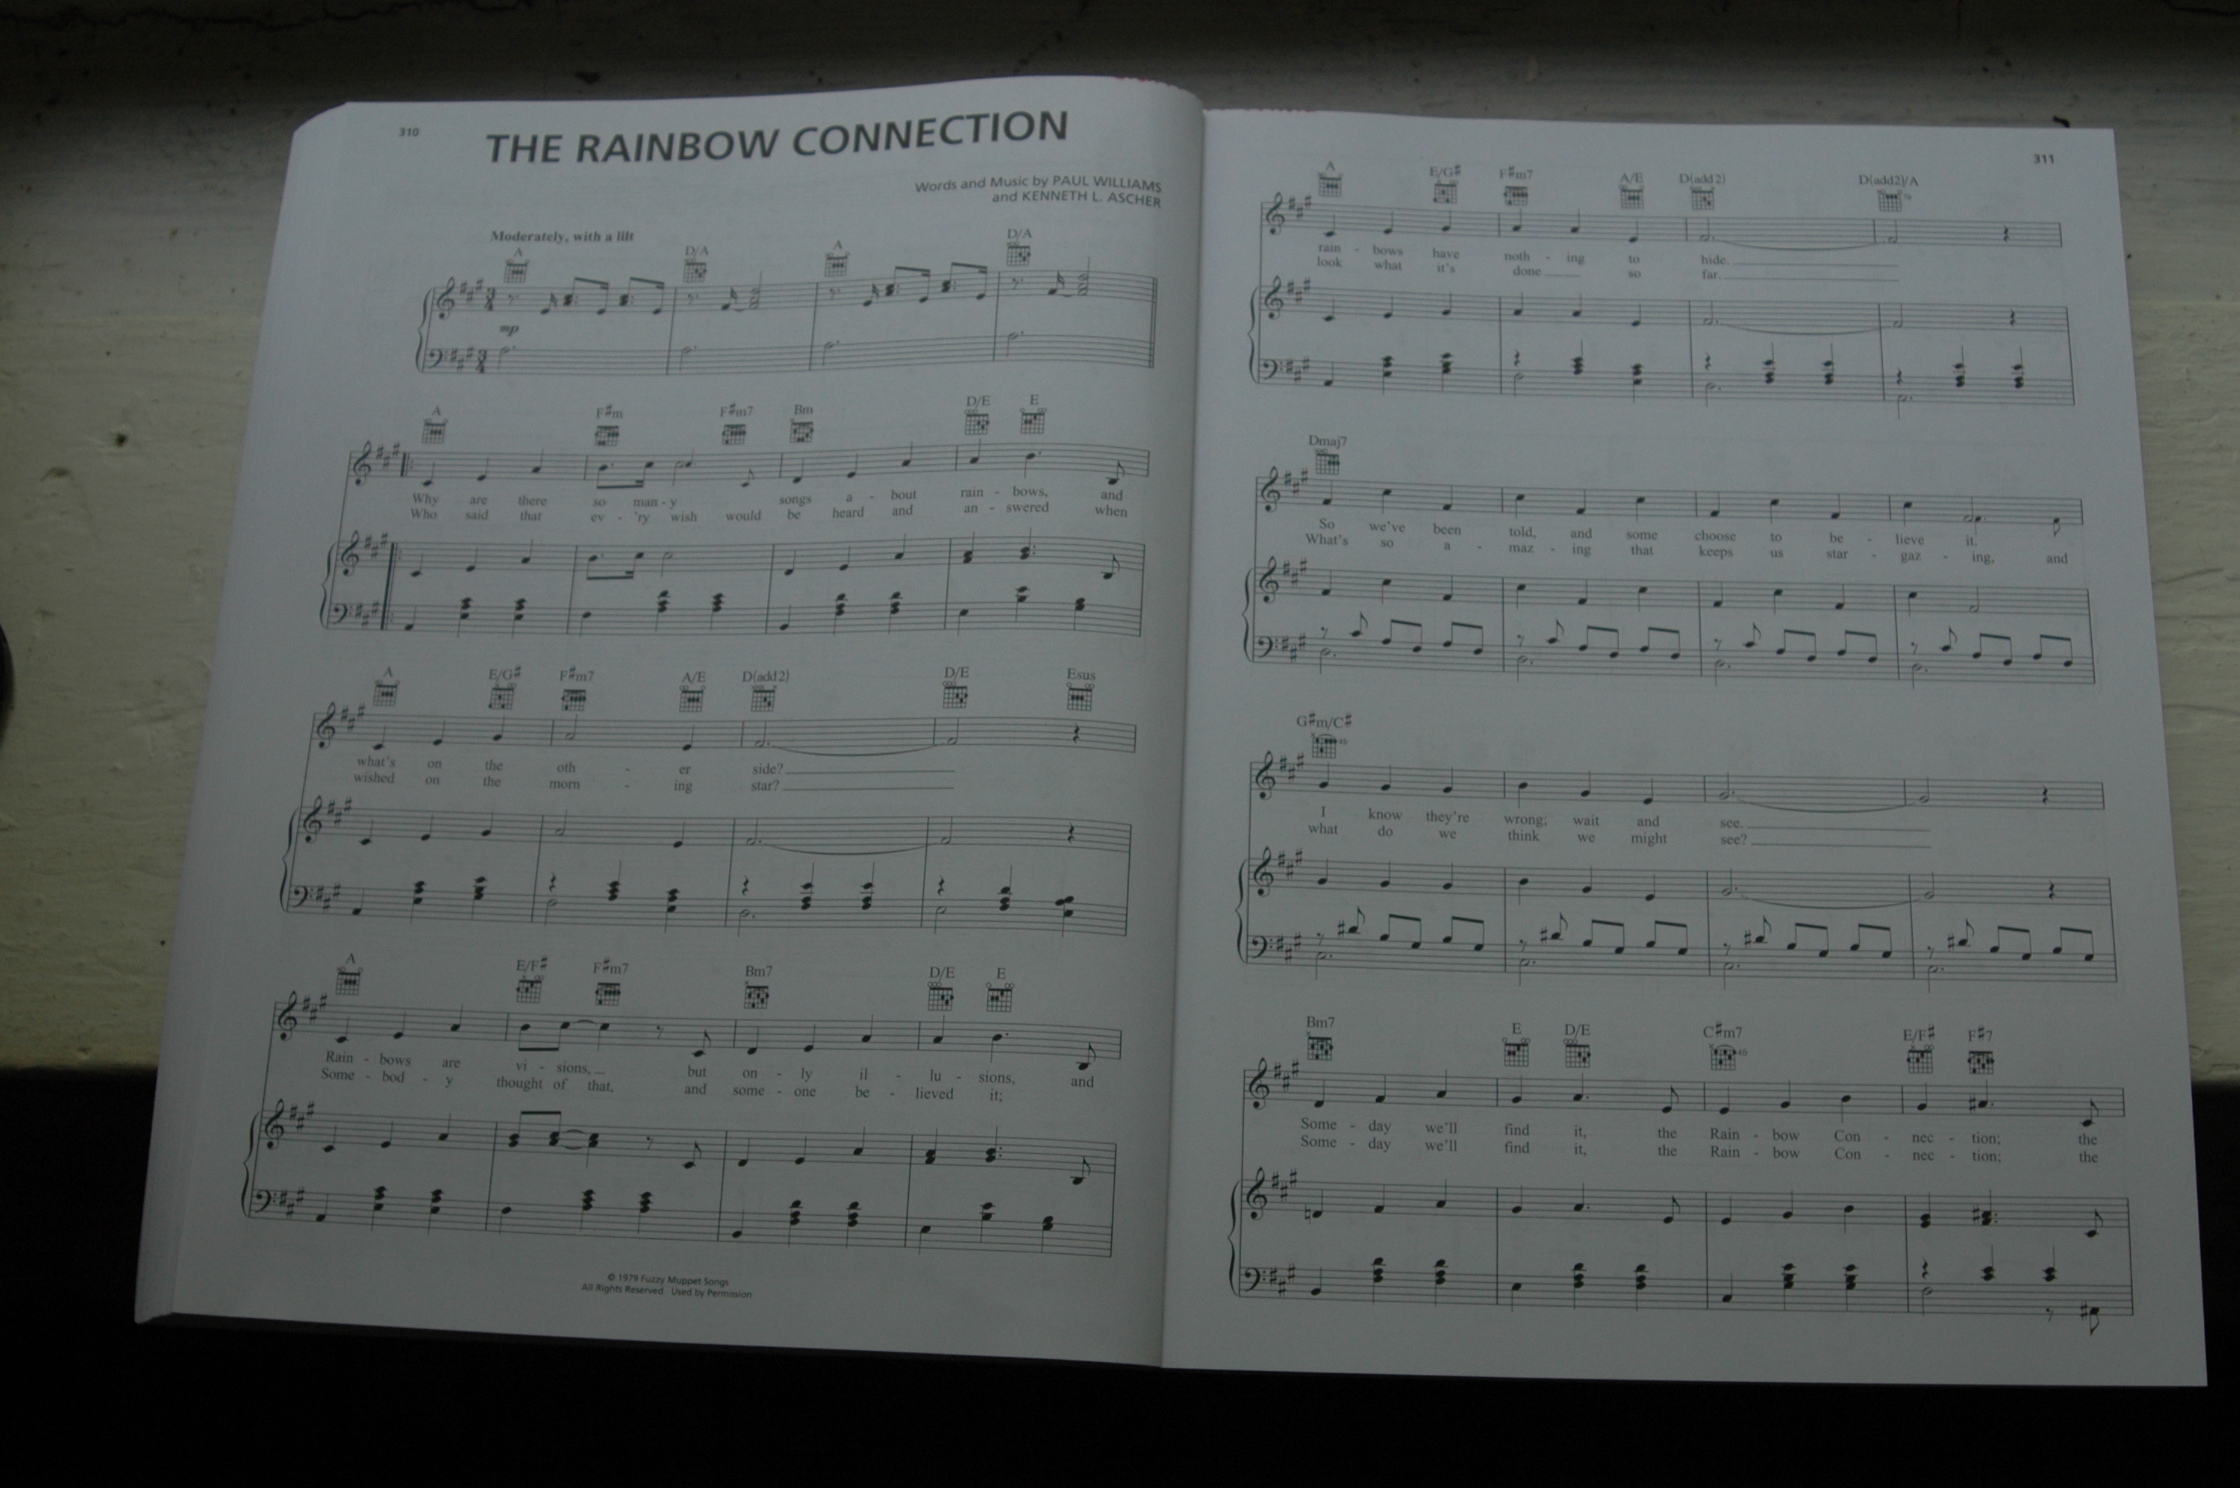 310
THE RAINBOW CONNECTION
Words and Music by PAUL WILLIAMS
and KENNETH L. ASCHER
Moderately, with a lilt
A D/A A D/A
mp
A F#m F#m7 Bm D/E E
Why are there so man - y songs a - bout rain - bows, and
Who said that ev - 'ry wish would be heard and an - swered when
A E/G# F#m7 A/E D(add2) D/E Esus
what's on the oth - er side?
wished on the morn - ing star?
A E/F# F#m7 Bm7 D/E E
Rain - bows are vi - sions, but on - ly il - lu - sions, and
Some - bod - y thought of that, and some - one be - lieved it;
© 1979 Fuzzy Muppet Songs
All Rights Reserved Used by Permission
311
A E/G# F#m7 A/E D(add2) D(add2)/A
rain - bows have noth - ing to hide.
look what it's done so far.
Dmaj7
So we've been told, and some choose to be - lieve it.
What's so a - maz - ing that keeps us star - gaz - ing, and
G#m/C#
I know they're wrong; wait and see.
what do we think we might see?
Bm7 E D/E C#m7 E/F# F#7
Some - day we'll find it, the Rain - bow Con - nec - tion; the
Some - day we'll find it, the Rain - bow Con - nec - tion; the